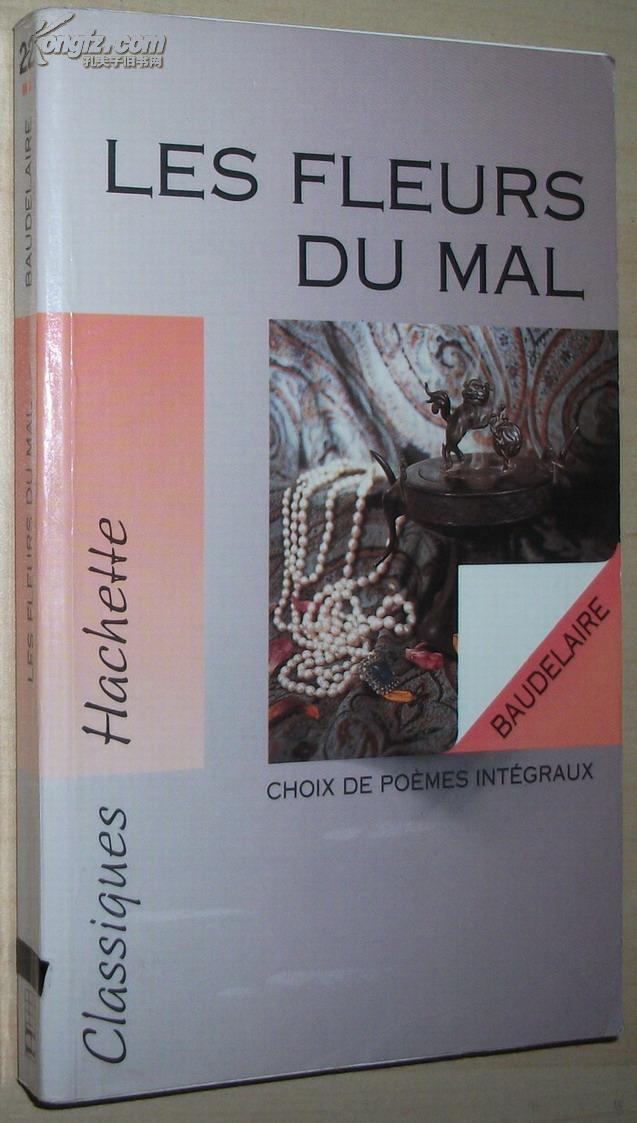 Kongfz.com
孔夫子旧书网
22
BAUDELAIRE
LES FLEURS DU MAL
H
LES FLEURS
DU MAL
BAUDELAIRE
CHOIX DE POÈMES INTÉGRAUX
Classiques Hachette